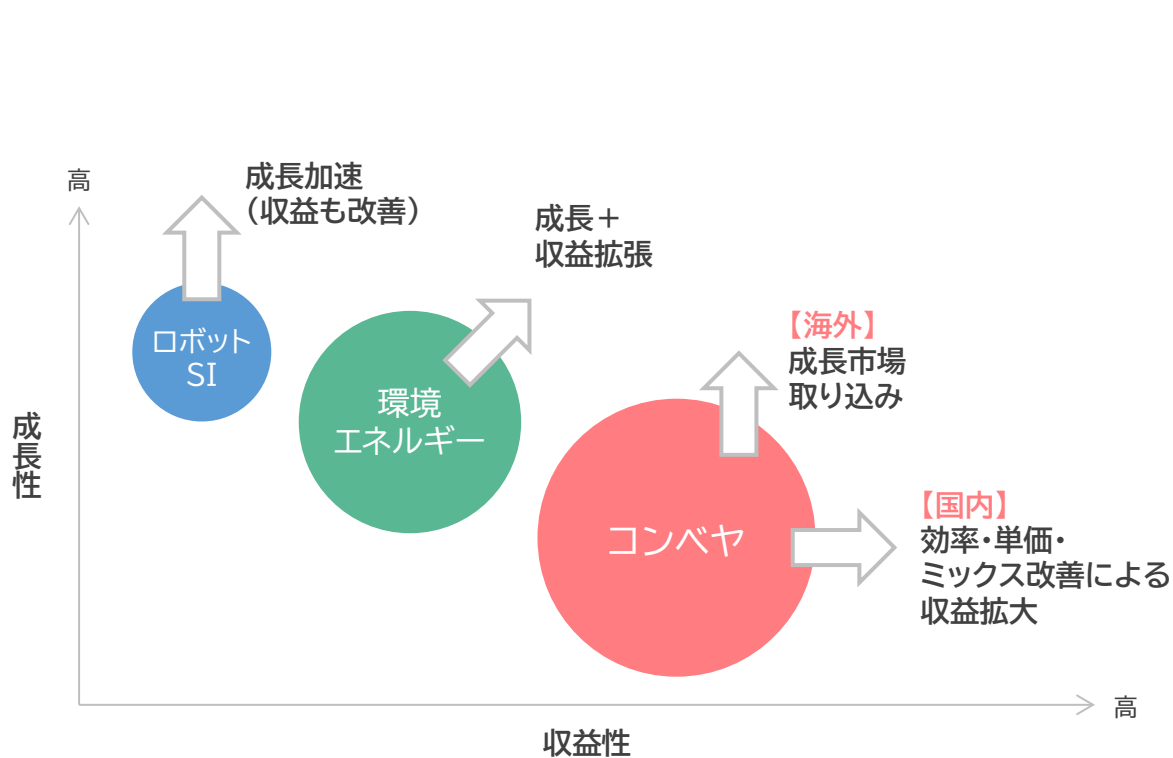 高
成長加速
（収益も改善）
成長＋
収益拡張
ロボット
SI
環境
エネルギー
【海外】
成長市場
取り込み
コンベヤ
【国内】
効率・単価・
ミックス改善による
収益拡大
成長性
高
収益性